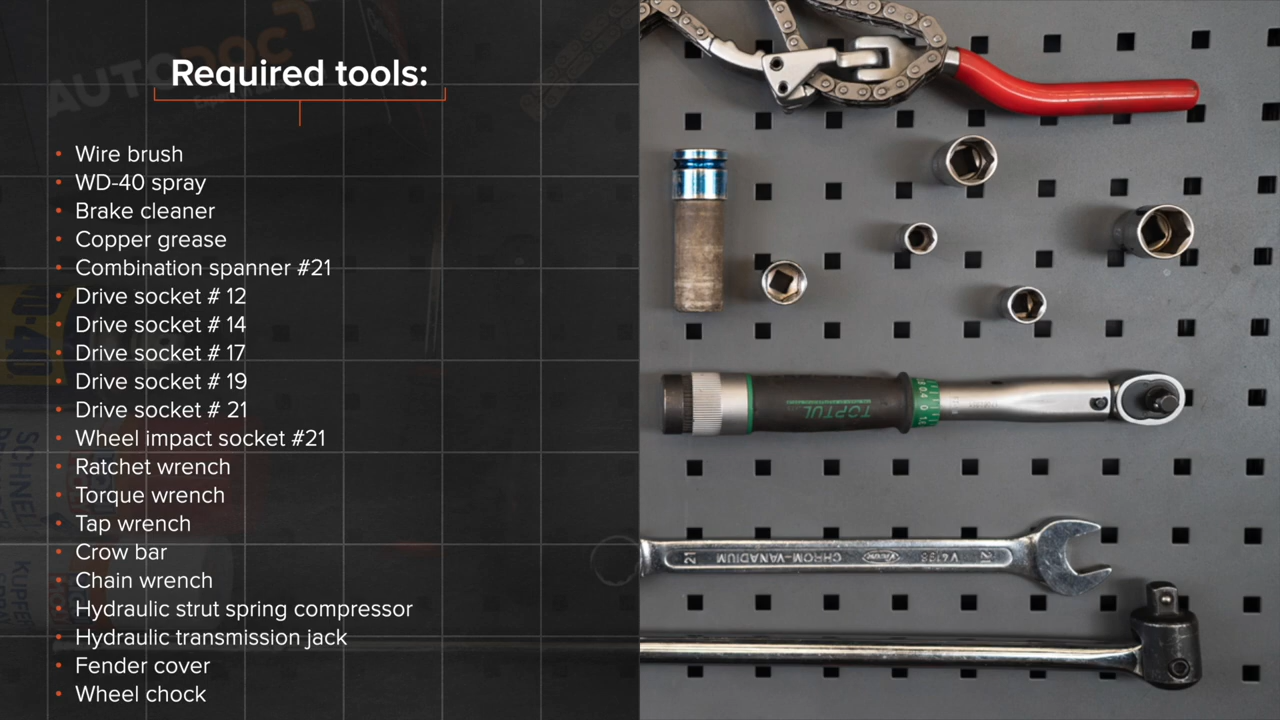 AUTODOC
Required tools:
Wire brush
WD-40 spray
Brake cleaner
Copper grease
Combination spanner #21
Drive socket # 12
Drive socket # 14
Drive socket # 17
Drive socket # 19
Drive socket # 21
Wheel impact socket #21
Ratchet wrench
Torque wrench
Tap wrench
Crow bar
Chain wrench
Hydraulic strut spring compressor
Hydraulic transmission jack
Fender cover
Wheel chock
TOPTUL
21 CHROM-VANADIUM 21